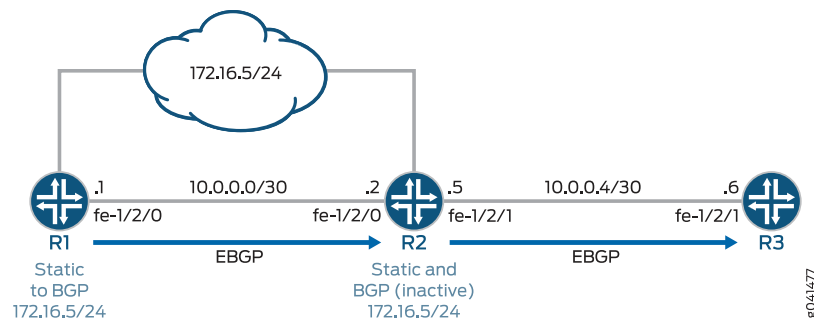 172.16.5/24
.1
10.0.0.0/30
.2
.5
10.0.0.4/30
.6
fe-1/2/0
fe-1/2/0
fe-1/2/1
fe-1/2/1
R1
EBGP
R2
EBGP
R3
Static
to BGP
172.16.5/24
Static and
BGP (inactive)
172.16.5/24
g041477